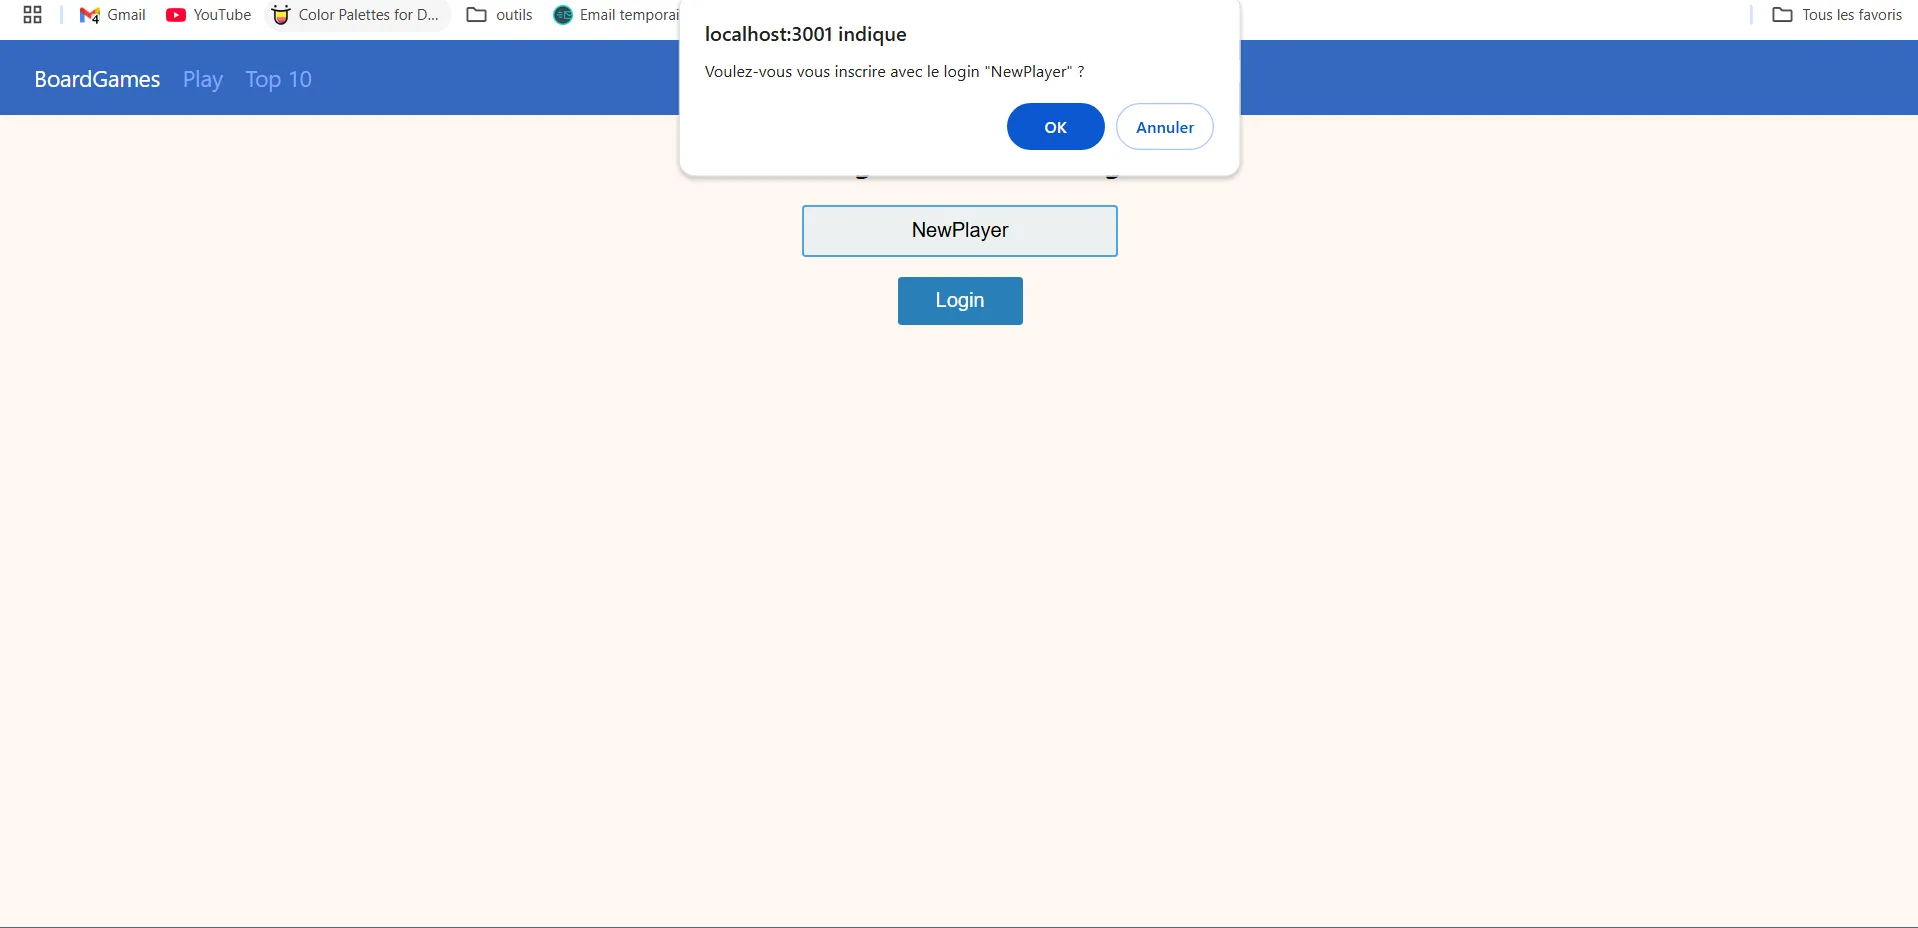 Gmail YouTube Color Palettes for D... outils Email temporai Tous les favoris
localhost:3001 indique
Voulez-vous vous inscrire avec le login "NewPlayer" ?
OK Annuler
BoardGames Play Top 10
NewPlayer
Login